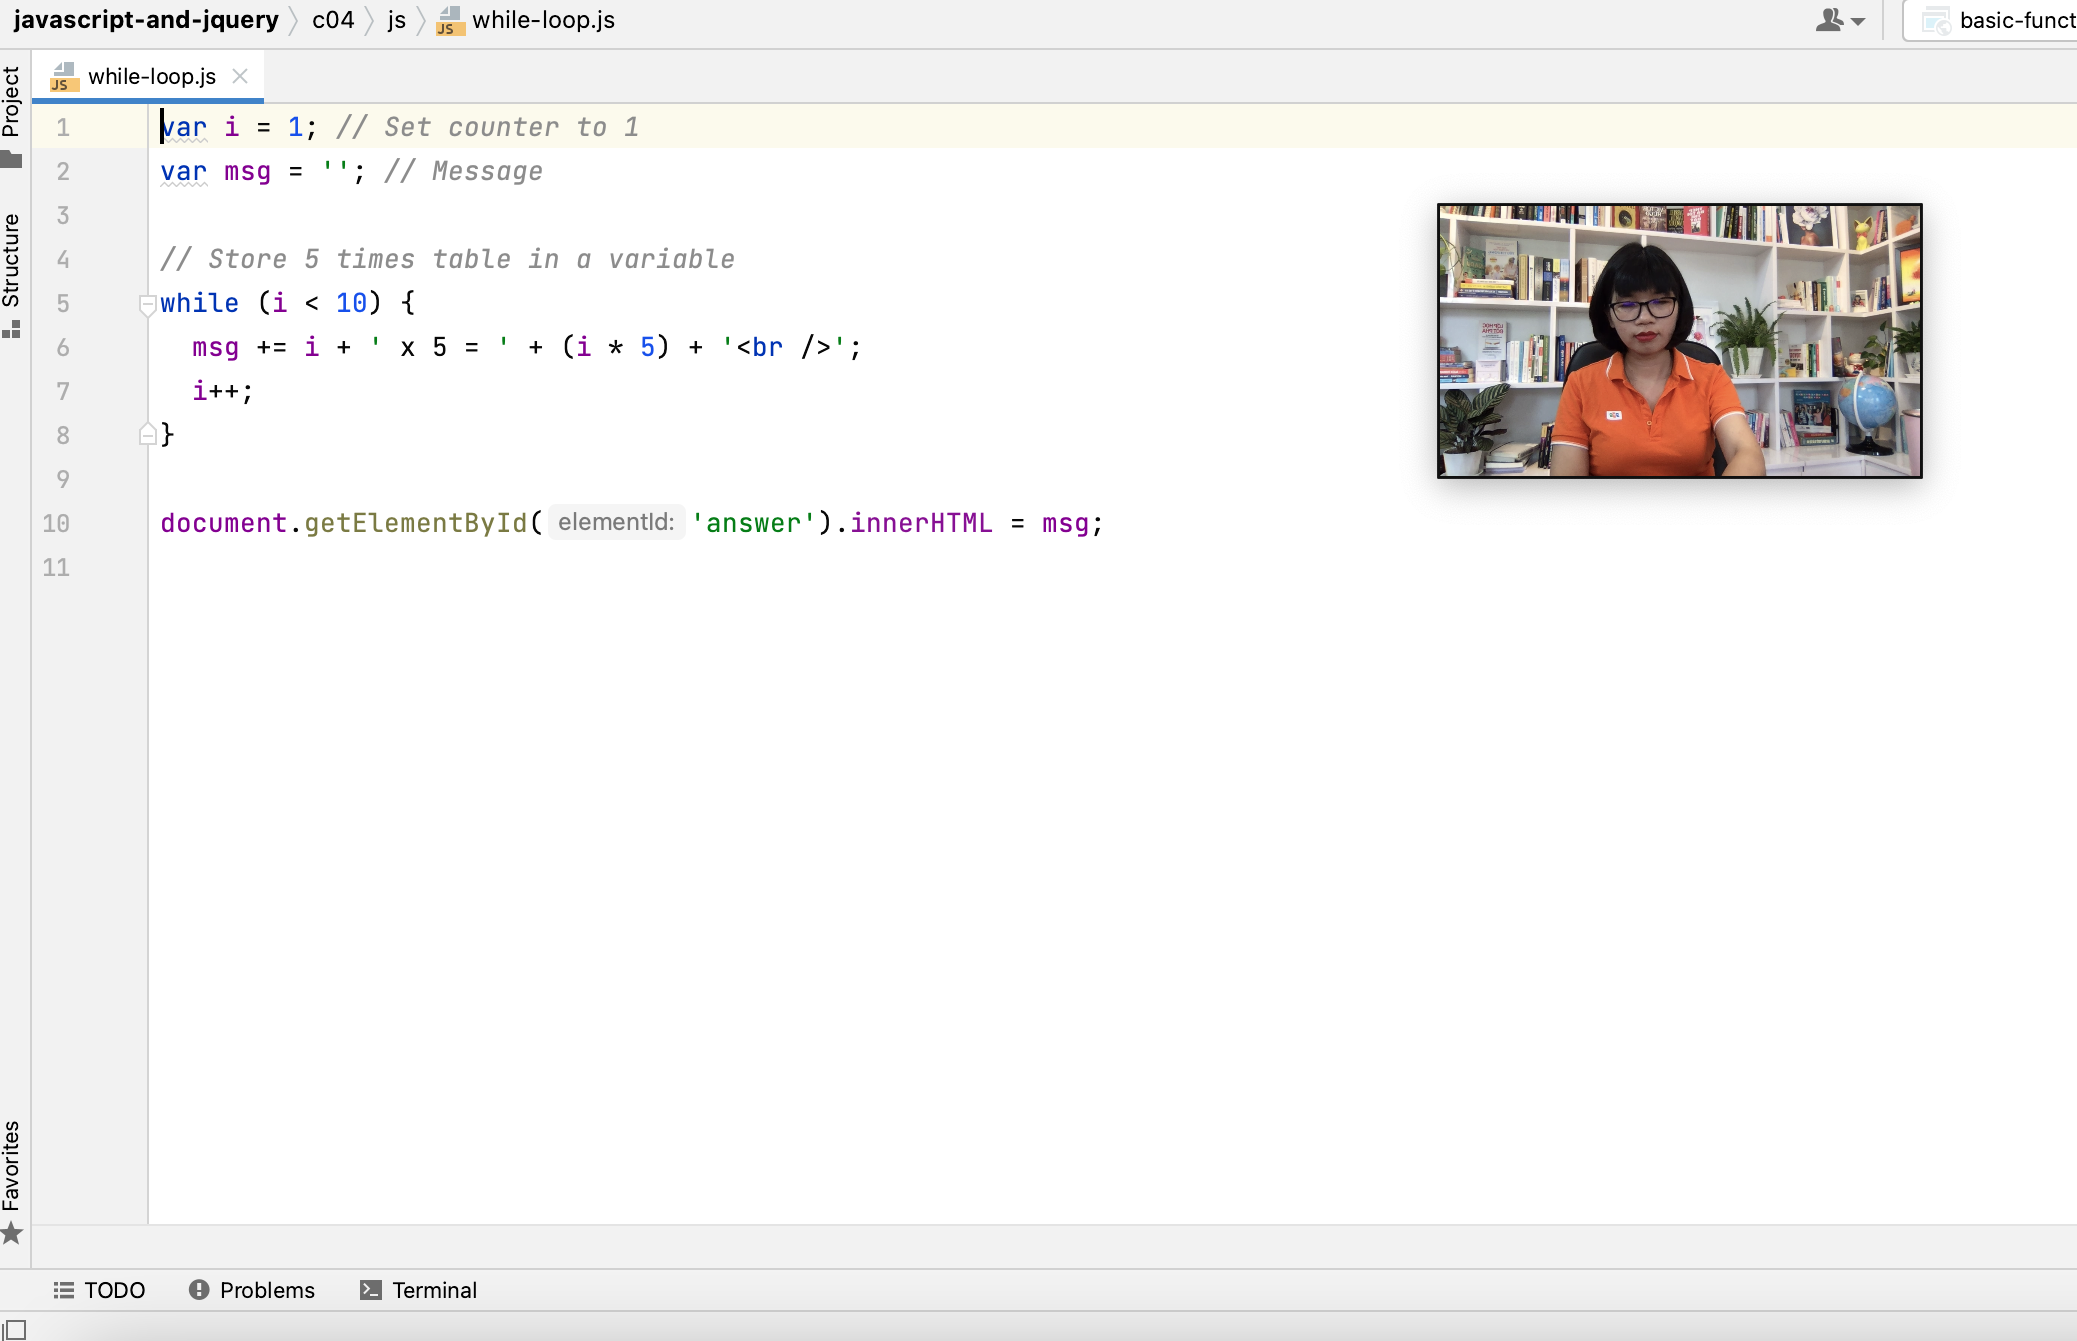 javascript-and-jquery c04 js while-loop.js
basic-funct
while-loop.js
Project
Structure
Favorites
1 var i = 1; // Set counter to 1
2 var msg = ''; // Message
3
4 // Store 5 times table in a variable
5 while (i < 10) {
6 msg += i + ' x 5 = ' + (i * 5) + '<br />';
7 i++;
8 }
9
10 document.getElementById( elementId: 'answer').innerHTML = msg;
11
TODO Problems Terminal